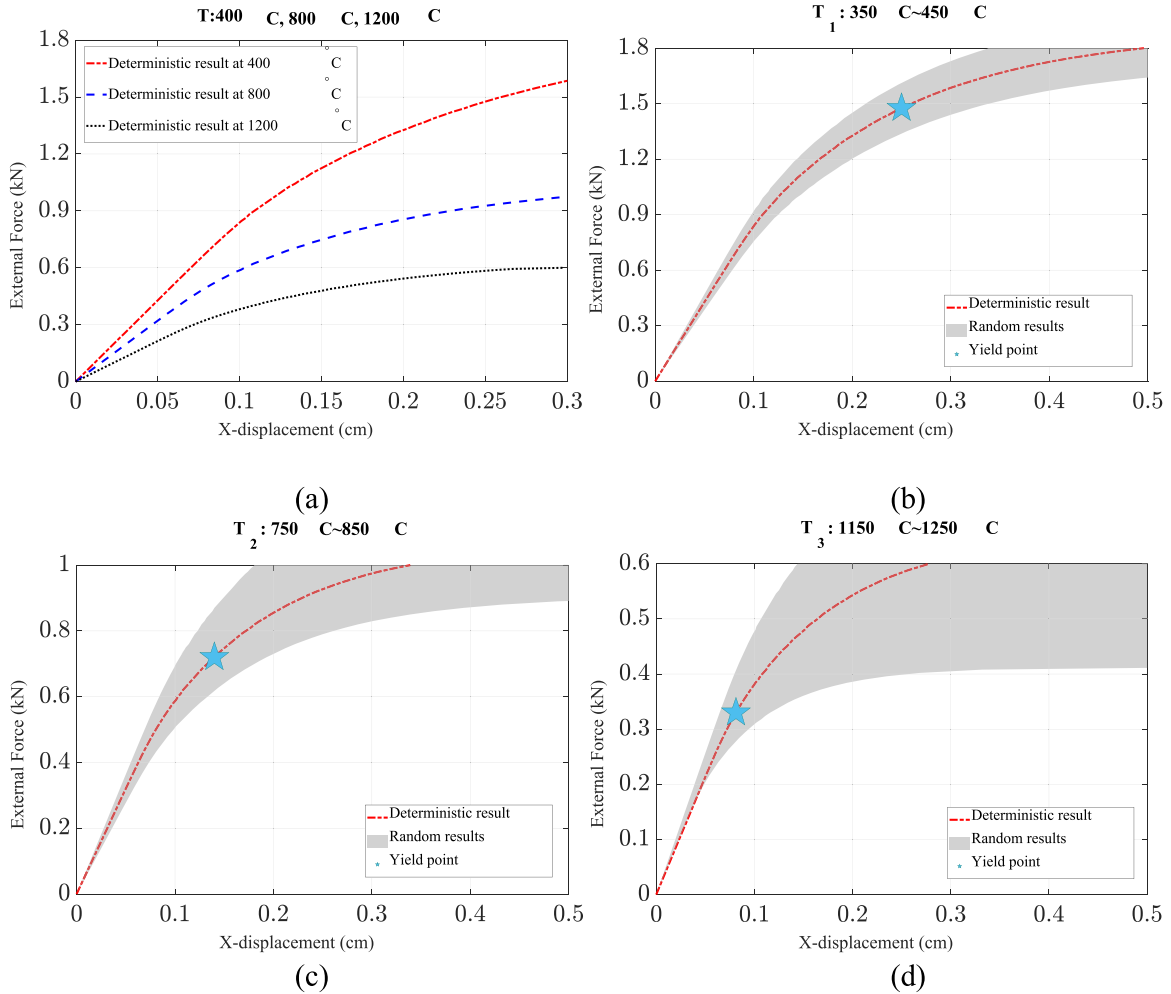 T:400 C, 800 C, 1200 C
1.8
1.5
1.2
0.9
0.6
0.3
0
External Force (kN)
Deterministic result at 400 °C
Deterministic result at 800 °C
Deterministic result at 1200 °C
0 0.05 0.1 0.15 0.2 0.25 0.3
X-displacement (cm)
(a)
T1: 350 C~450 C
1.8
1.5
1.2
0.9
0.6
0.3
0
External Force (kN)
Deterministic result
Random results
Yield point
0 0.1 0.2 0.3 0.4 0.5
X-displacement (cm)
(b)
T2: 750 C~850 C
1
0.8
0.6
0.4
0.2
0
External Force (kN)
Deterministic result
Random results
Yield point
0 0.1 0.2 0.3 0.4 0.5
X-displacement (cm)
(c)
T3: 1150 C~1250 C
0.6
0.5
0.4
0.3
0.2
0.1
0
External Force (kN)
Deterministic result
Random results
Yield point
0 0.1 0.2 0.3 0.4 0.5
X-displacement (cm)
(d)